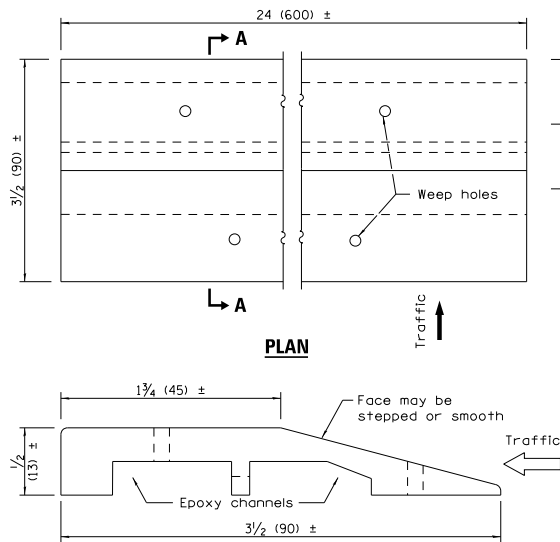 24 (600) ±
A
3½ (90) ±
Weep holes
A
Traffic
PLAN
1¾ (45) ±
Face may be
stepped or smooth
Traffic
½
(13) ±
Epoxy channels
3½ (90) ±